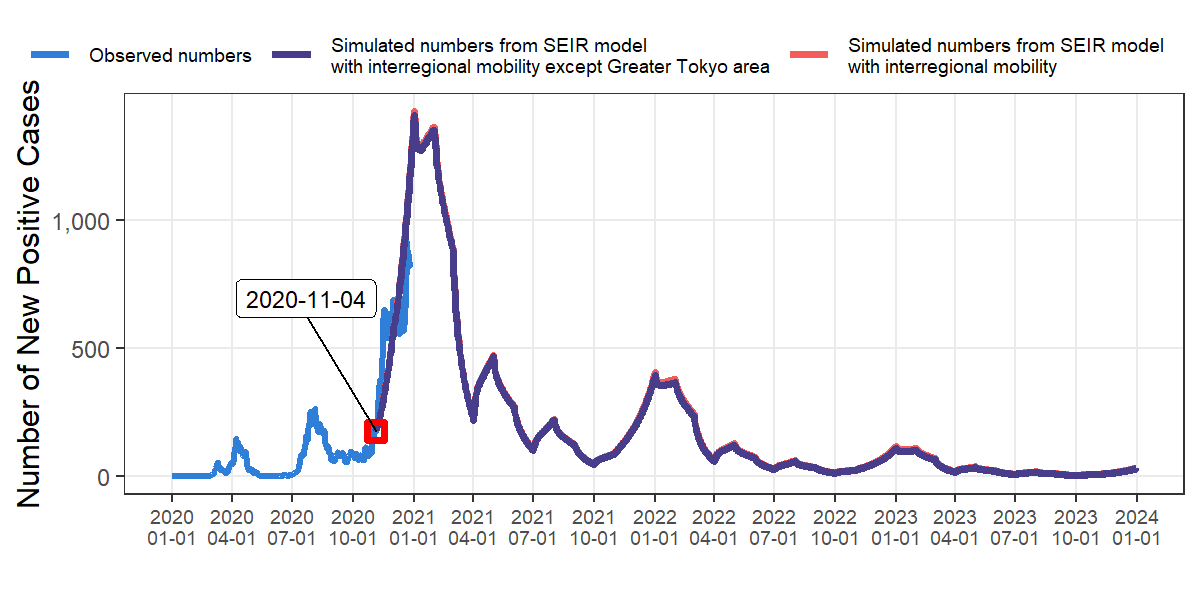 Observed numbers
Simulated numbers from SEIR model
with interregional mobility except Greater Tokyo area
Simulated numbers from SEIR model
with interregional mobility
Number of New Positive Cases
1,000
500
0
2020-11-04
2020 2020 2020 2020 2021 2021 2021 2021 2022 2022 2022 2022 2023 2023 2023 2023 2024
01-01 04-01 07-01 10-01 01-01 04-01 07-01 10-01 01-01 04-01 07-01 10-01 01-01 04-01 07-01 10-01 01-01